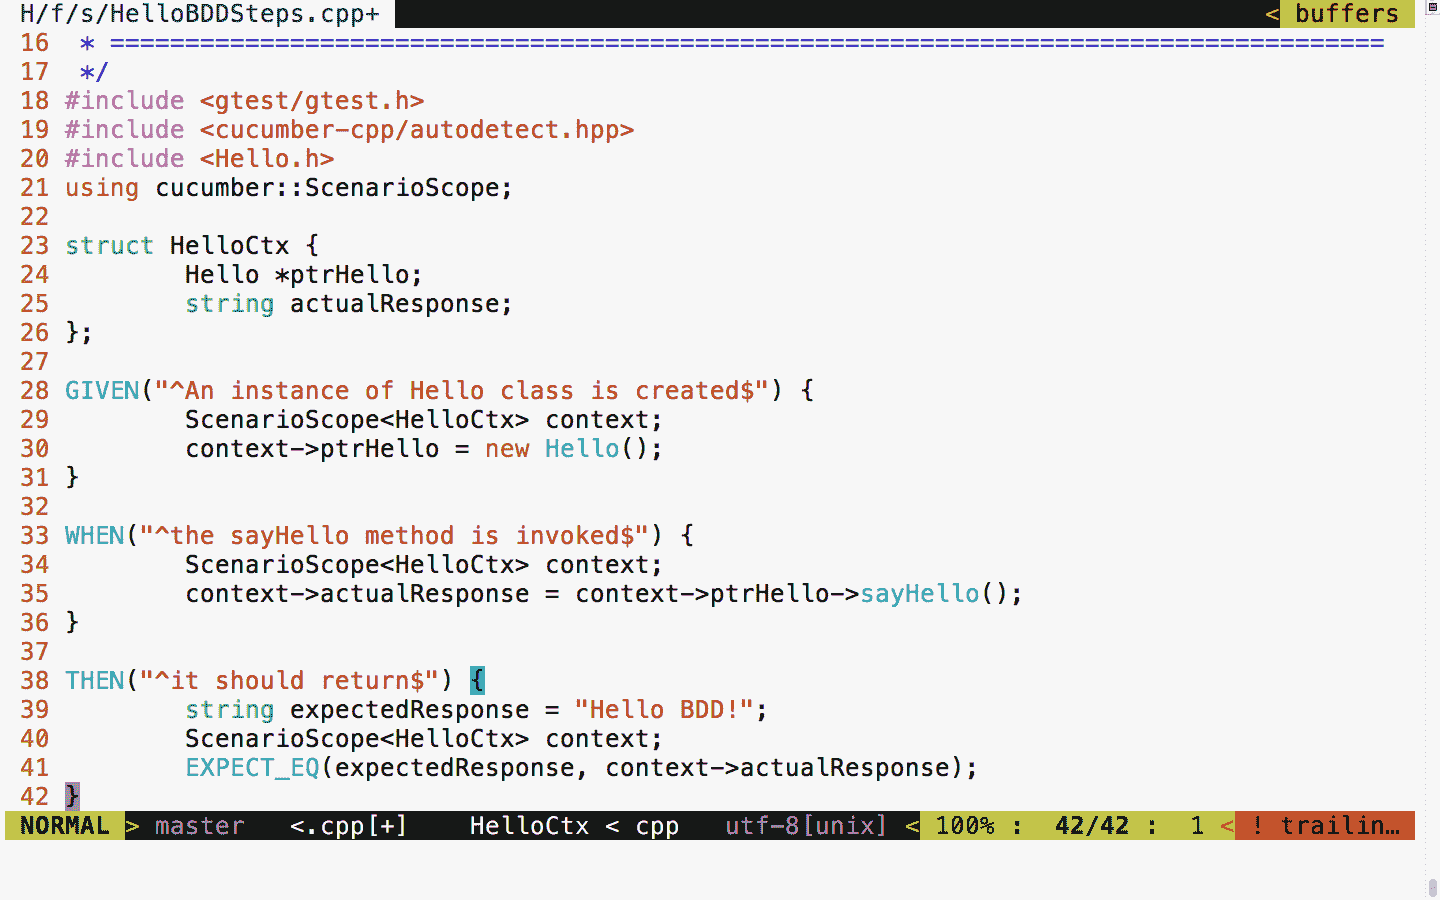 H/f/s/HelloBDDSteps.cpp+ < buffers
16  * =====================================================================================
17  */
18 #include <gtest/gtest.h>
19 #include <cucumber-cpp/autodetect.hpp>
20 #include <Hello.h>
21 using cucumber::ScenarioScope;
22
23 struct HelloCtx {
24         Hello *ptrHello;
25         string actualResponse;
26 };
27
28 GIVEN("^An instance of Hello class is created$") {
29         ScenarioScope<HelloCtx> context;
30         context->ptrHello = new Hello();
31 }
32
33 WHEN("^the sayHello method is invoked$") {
34         ScenarioScope<HelloCtx> context;
35         context->actualResponse = context->ptrHello->sayHello();
36 }
37
38 THEN("^it should return$") {
39         string expectedResponse = "Hello BDD!";
40         ScenarioScope<HelloCtx> context;
41         EXPECT_EQ(expectedResponse, context->actualResponse);
42 }
NORMAL > master   <.cpp[+]    HelloCtx < cpp   utf-8[unix] < 100% :  42/42 :  1 < ! trailin…